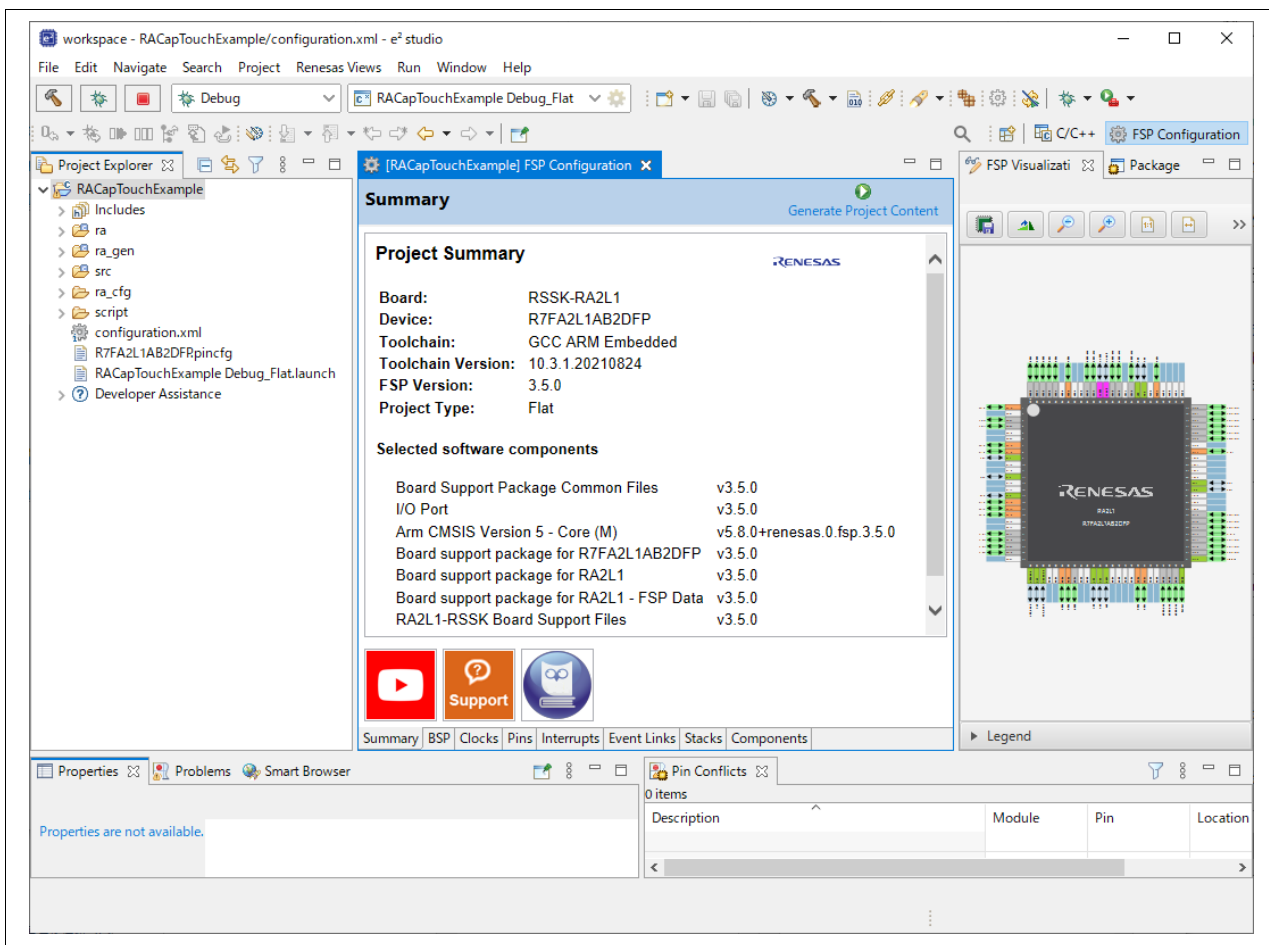 workspace - RACapTouchExample/configuration.xml - e² studio
File Edit Navigate Search Project Renesas Views Run Window Help
Debug
RACapTouchExample Debug_Flat
C/C++
FSP Configuration
Project Explorer
RACapTouchExample
Includes
ra
ra_gen
src
ra_cfg
script
configuration.xml
R7FA2L1AB2DFP.pincfg
RACapTouchExample Debug_Flat.launch
Developer Assistance
[RACapTouchExample] FSP Configuration
Summary
Generate Project Content
Project Summary
RENESAS
Board: RSSK-RA2L1
Device: R7FA2L1AB2DFP
Toolchain: GCC ARM Embedded
Toolchain Version: 10.3.1.20210824
FSP Version: 3.5.0
Project Type: Flat
Selected software components
Board Support Package Common Files v3.5.0
I/O Port v3.5.0
Arm CMSIS Version 5 - Core (M) v5.8.0+renesas.0.fsp.3.5.0
Board support package for R7FA2L1AB2DFP v3.5.0
Board support package for RA2L1 v3.5.0
Board support package for RA2L1 - FSP Data v3.5.0
RA2L1-RSSK Board Support Files v3.5.0
Support
Summary BSP Clocks Pins Interrupts Event Links Stacks Components
FSP Visualizati
Package
RENESAS
RA2L1
R7FA2L1AB2DFP
Legend
Properties Problems Smart Browser
Properties are not available.
Pin Conflicts
0 items
Description Module Pin Location